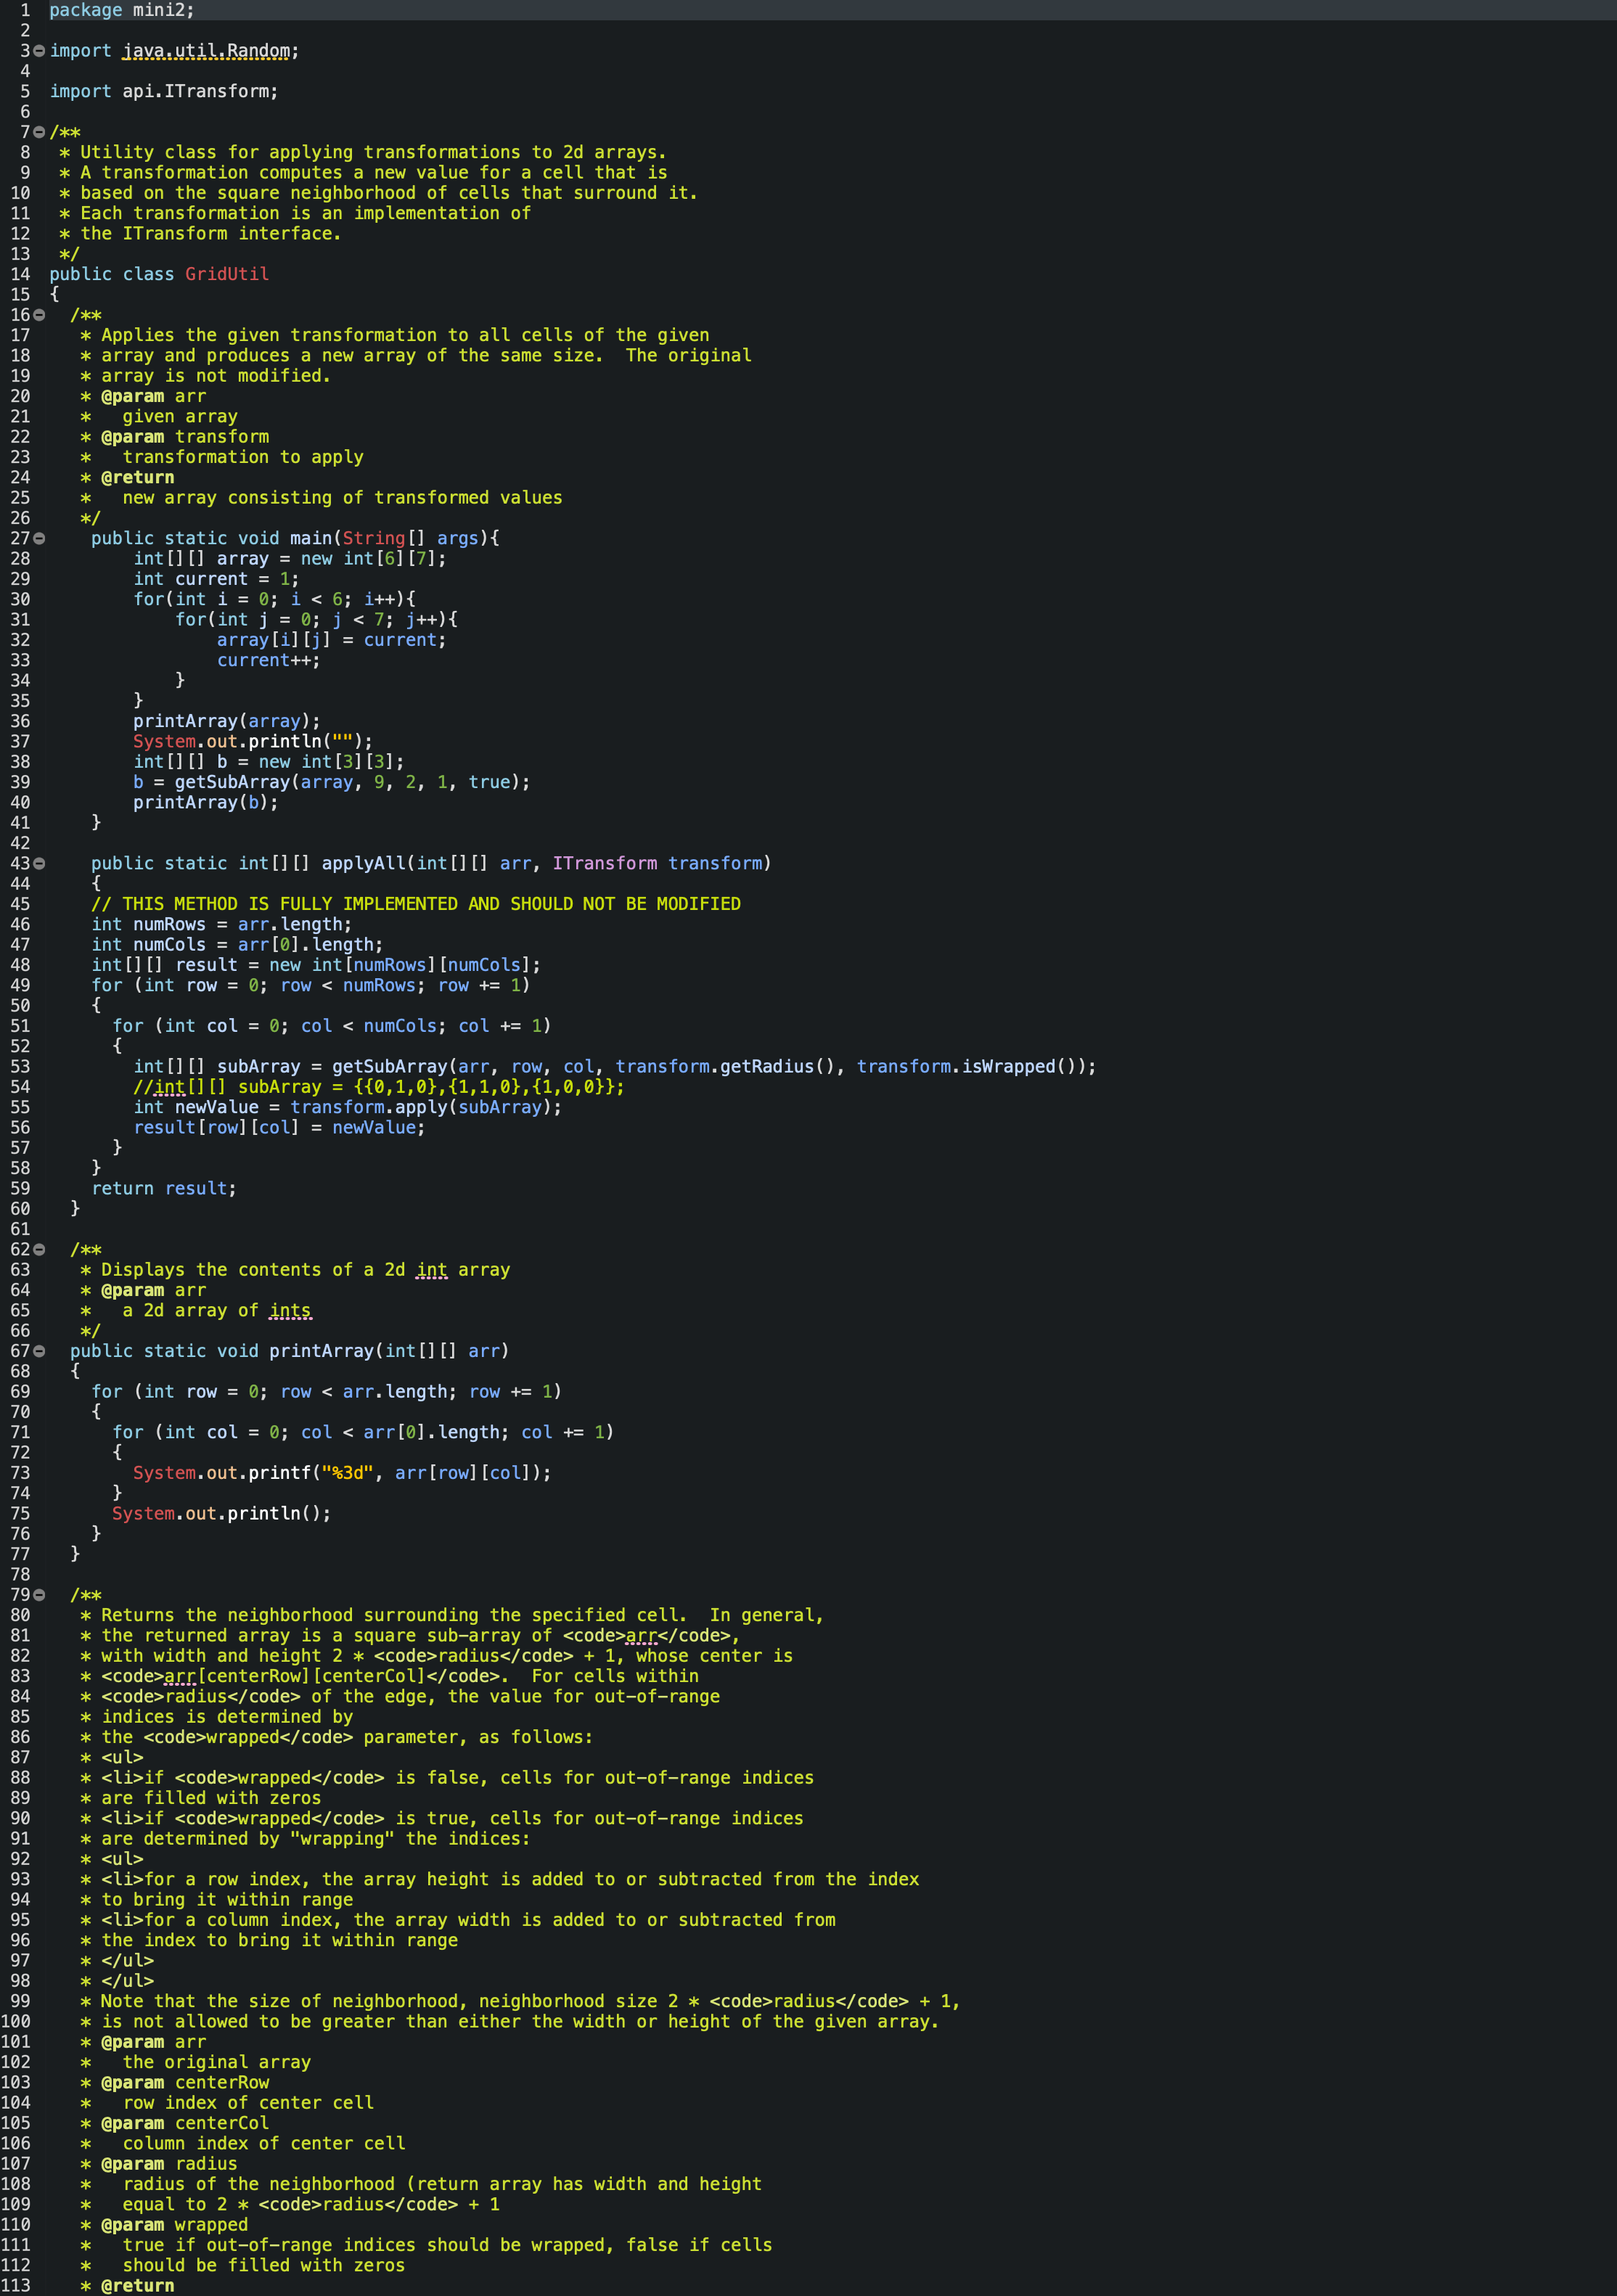 1 package mini2;
2
3 import java.util.Random;
4
5 import api.ITransform;
6
7 /**
8  * Utility class for applying transformations to 2d arrays.
9  * A transformation computes a new value for a cell that is
10  * based on the square neighborhood of cells that surround it.
11  * Each transformation is an implementation of
12  * the ITransform interface.
13  */
14 public class GridUtil
15 {
16   /**
17    * Applies the given transformation to all cells of the given
18    * array and produces a new array of the same size.  The original
19    * array is not modified.
20    * @param arr
21    *   given array
22    * @param transform
23    *   transformation to apply
24    * @return
25    *   new array consisting of transformed values
26    */
27     public static void main(String[] args){
28         int[][] array = new int[6][7];
29         int current = 1;
30         for(int i = 0; i < 6; i++){
31             for(int j = 0; j < 7; j++){
32                 array[i][j] = current;
33                 current++;
34             }
35         }
36         printArray(array);
37         System.out.println("");
38         int[][] b = new int[3][3];
39         b = getSubArray(array, 9, 2, 1, true);
40         printArray(b);
41     }
42
43     public static int[][] applyAll(int[][] arr, ITransform transform)
44     {
45     // THIS METHOD IS FULLY IMPLEMENTED AND SHOULD NOT BE MODIFIED
46     int numRows = arr.length;
47     int numCols = arr[0].length;
48     int[][] result = new int[numRows][numCols];
49     for (int row = 0; row < numRows; row += 1)
50     {
51       for (int col = 0; col < numCols; col += 1)
52       {
53         int[][] subArray = getSubArray(arr, row, col, transform.getRadius(), transform.isWrapped());
54         //int[][] subArray = {{0,1,0},{1,1,0},{1,0,0}};
55         int newValue = transform.apply(subArray);
56         result[row][col] = newValue;
57       }
58     }
59     return result;
60   }
61
62   /**
63    * Displays the contents of a 2d int array
64    * @param arr
65    *   a 2d array of ints
66    */
67   public static void printArray(int[][] arr)
68   {
69     for (int row = 0; row < arr.length; row += 1)
70     {
71       for (int col = 0; col < arr[0].length; col += 1)
72       {
73         System.out.printf("%3d", arr[row][col]);
74       }
75       System.out.println();
76     }
77   }
78
79   /**
80    * Returns the neighborhood surrounding the specified cell.  In general,
81    * the returned array is a square sub-array of <code>arr</code>,
82    * with width and height 2 * <code>radius</code> + 1, whose center is
83    * <code>arr[centerRow][centerCol]</code>.  For cells within
84    * <code>radius</code> of the edge, the value for out-of-range
85    * indices is determined by
86    * the <code>wrapped</code> parameter, as follows:
87    * <ul>
88    * <li>if <code>wrapped</code> is false, cells for out-of-range indices
89    * are filled with zeros
90    * <li>if <code>wrapped</code> is true, cells for out-of-range indices
91    * are determined by "wrapping" the indices:
92    * <ul>
93    * <li>for a row index, the array height is added to or subtracted from the index
94    * to bring it within range
95    * <li>for a column index, the array width is added to or subtracted from
96    * the index to bring it within range
97    * </ul>
98    * </ul>
99    * Note that the size of neighborhood, neighborhood size 2 * <code>radius</code> + 1,
100    * is not allowed to be greater than either the width or height of the given array.
101    * @param arr
102    *   the original array
103    * @param centerRow
104    *   row index of center cell
105    * @param centerCol
106    *   column index of center cell
107    * @param radius
108    *   radius of the neighborhood (return array has width and height
109    *   equal to 2 * <code>radius</code> + 1
110    * @param wrapped
111    *   true if out-of-range indices should be wrapped, false if cells
112    *   should be filled with zeros
113    * @return